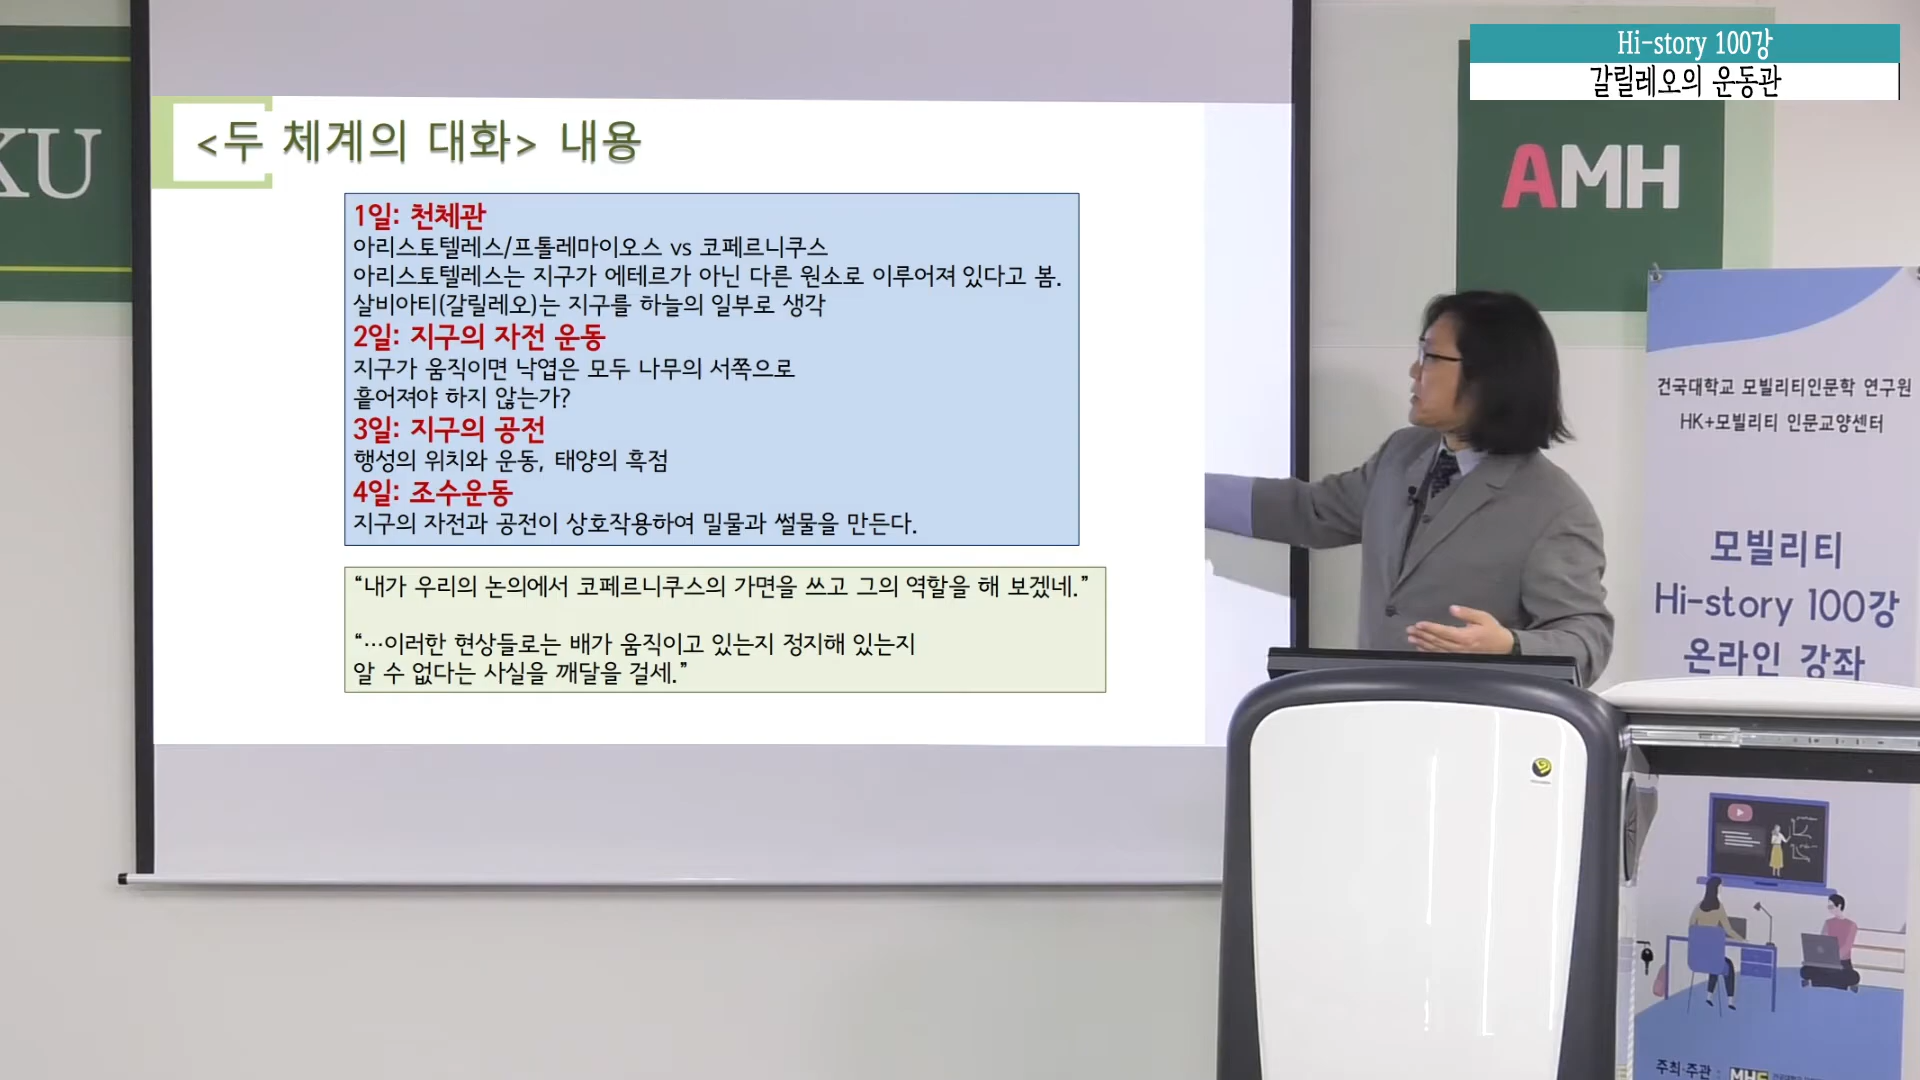 Hi-story 100강
갈릴레오의 운동관
KU
AMH
<두 체계의 대화> 내용
1일: 천체관
아리스토텔레스/프톨레마이오스 vs 코페르니쿠스
아리스토텔레스는 지구가 에테르가 아닌 다른 원소로 이루어져 있다고 봄.
살비아티(갈릴레오)는 지구를 하늘의 일부로 생각
2일: 지구의 자전 운동
지구가 움직이면 낙엽은 모두 나무의 서쪽으로
흩어져야 하지 않는가?
3일: 지구의 공전
행성의 위치와 운동, 태양의 흑점
4일: 조수운동
지구의 자전과 공전이 상호작용하여 밀물과 썰물을 만든다.
“내가 우리의 논의에서 코페르니쿠스의 가면을 쓰고 그의 역할을 해 보겠네.”
“…이러한 현상들로는 배가 움직이고 있는지 정지해 있는지
알 수 없다는 사실을 깨달을 걸세.”
건국대학교 모빌리티인문학 연구원
HK+모빌리티 인문교양센터
모빌리티
Hi-story 100강
온라인 강좌
주최·주관 :